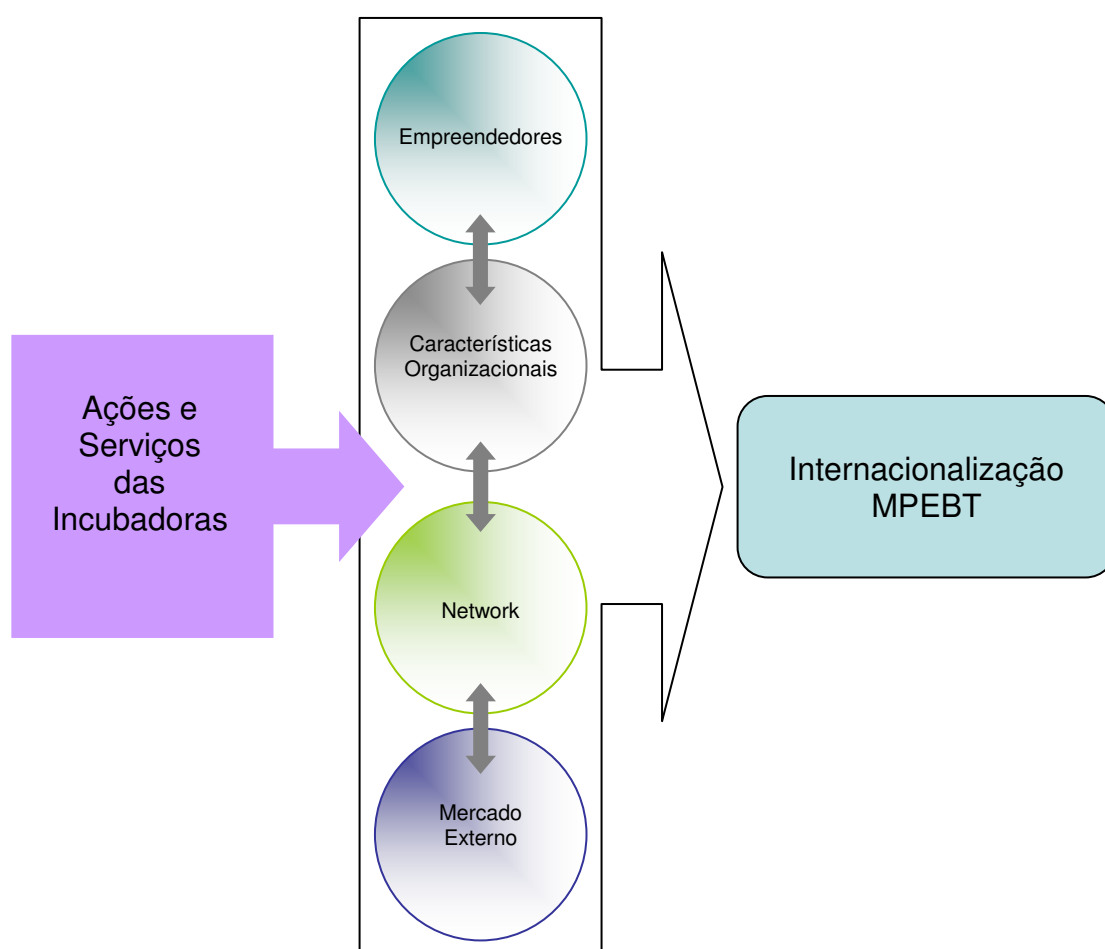 Ações e
Serviços
das
Incubadoras
Empreendedores
Características
Organizacionais
Network
Mercado
Externo
Internacionalização
MPEBT